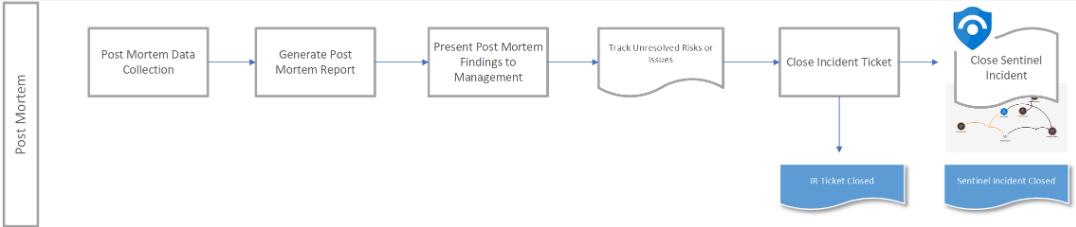 Post Mortem
Post Mortem Data
Collection
Generate Post
Mortem Report
Present Post Mortem
Findings to
Management
Track Unresolved Risks or
Issues
Close Incident Ticket
Close Sentinel
Incident
IR Ticket Closed
Sentinel Incident Closed